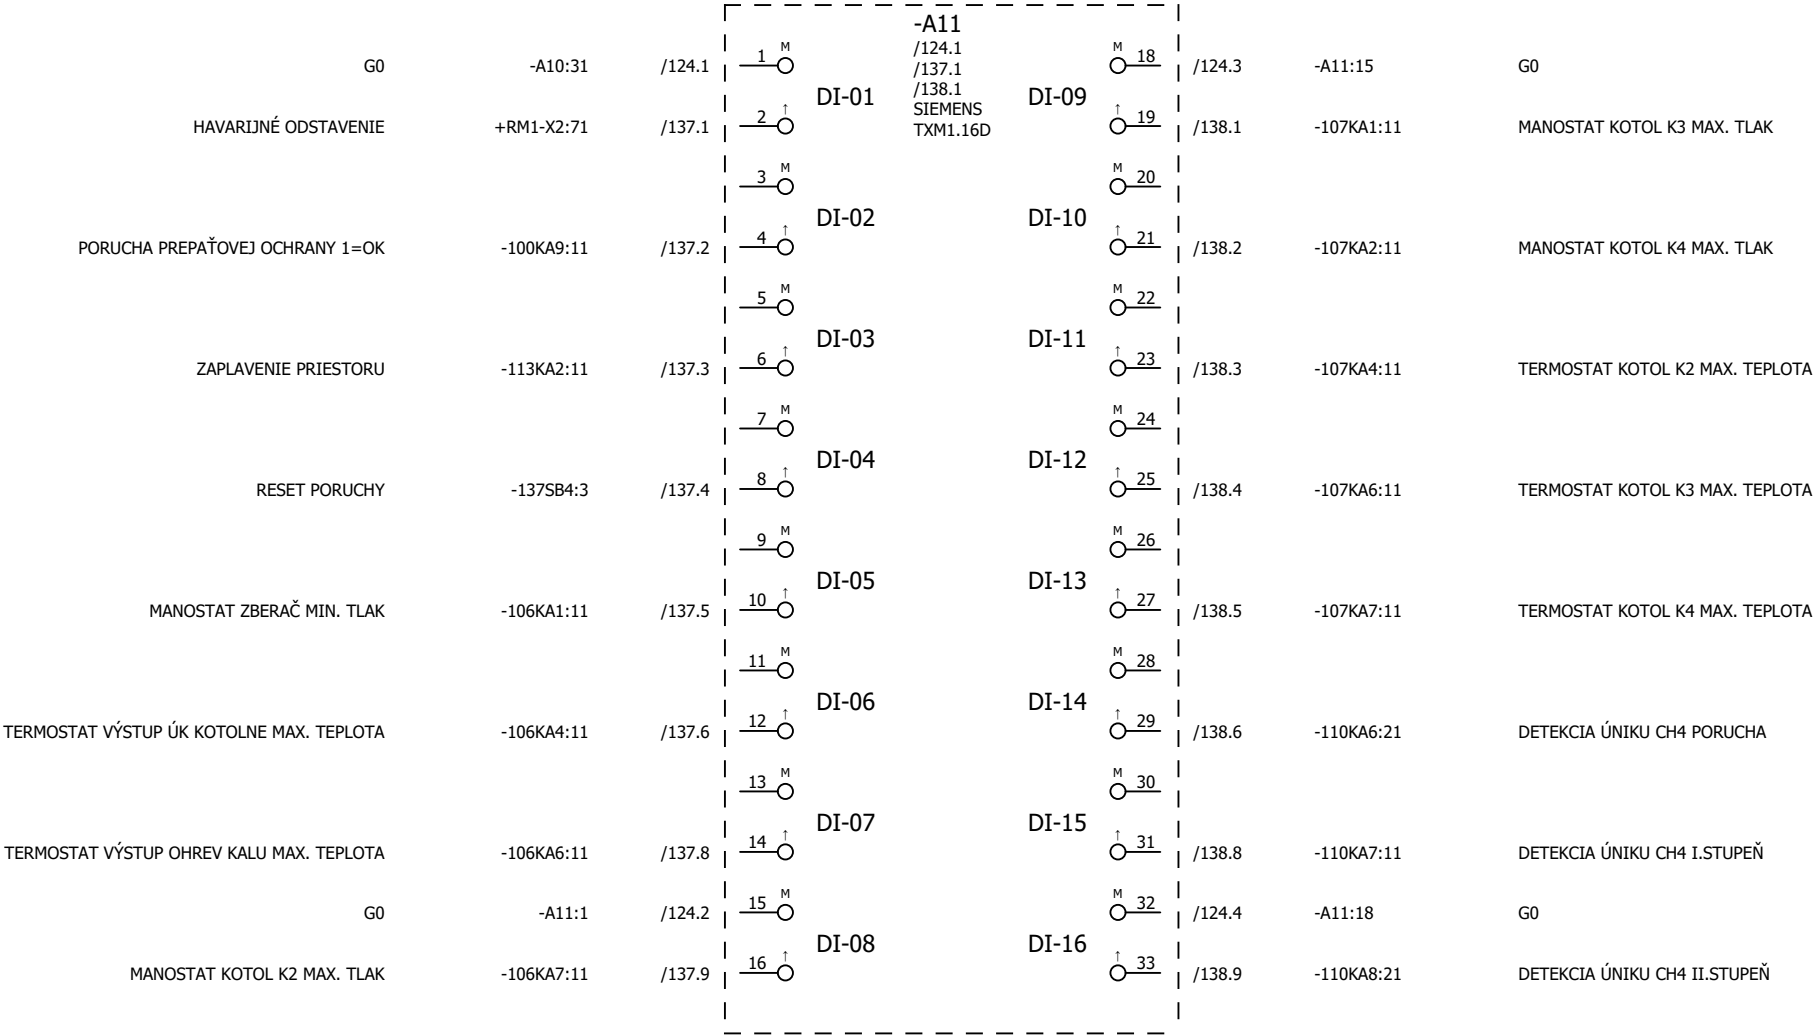 -A11
/124.1
/137.1
/138.1
SIEMENS
TXM1.16D
G0 -A10:31 /124.1 1 M M 18 /124.3 -A11:15 G0
DI-01 DI-09
HAVARIJNÉ ODSTAVENIE +RM1-X2:71 /137.1 2 ↑ ↑ 19 /138.1 -107KA1:11 MANOSTAT KOTOL K3 MAX. TLAK
3 M M 20
DI-02 DI-10
PORUCHA PREPAŤOVEJ OCHRANY 1=OK -100KA9:11 /137.2 4 ↑ ↑ 21 /138.2 -107KA2:11 MANOSTAT KOTOL K4 MAX. TLAK
5 M M 22
DI-03 DI-11
ZAPLAVENIE PRIESTORU -113KA2:11 /137.3 6 ↑ ↑ 23 /138.3 -107KA4:11 TERMOSTAT KOTOL K2 MAX. TEPLOTA
7 M M 24
DI-04 DI-12
RESET PORUCHY -137SB4:3 /137.4 8 ↑ ↑ 25 /138.4 -107KA6:11 TERMOSTAT KOTOL K3 MAX. TEPLOTA
9 M M 26
DI-05 DI-13
MANOSTAT ZBERAČ MIN. TLAK -106KA1:11 /137.5 10 ↑ ↑ 27 /138.5 -107KA7:11 TERMOSTAT KOTOL K4 MAX. TEPLOTA
11 M M 28
DI-06 DI-14
TERMOSTAT VÝSTUP ÚK KOTOLNE MAX. TEPLOTA -106KA4:11 /137.6 12 ↑ ↑ 29 /138.6 -110KA6:21 DETEKCIA ÚNIKU CH4 PORUCHA
13 M M 30
DI-07 DI-15
TERMOSTAT VÝSTUP OHREV KALU MAX. TEPLOTA -106KA6:11 /137.8 14 ↑ ↑ 31 /138.8 -110KA7:11 DETEKCIA ÚNIKU CH4 I.STUPEŇ
G0 -A11:1 /124.2 15 M M 32 /124.4 -A11:18 G0
DI-08 DI-16
MANOSTAT KOTOL K2 MAX. TLAK -106KA7:11 /137.9 16 ↑ ↑ 33 /138.9 -110KA8:21 DETEKCIA ÚNIKU CH4 II.STUPEŇ